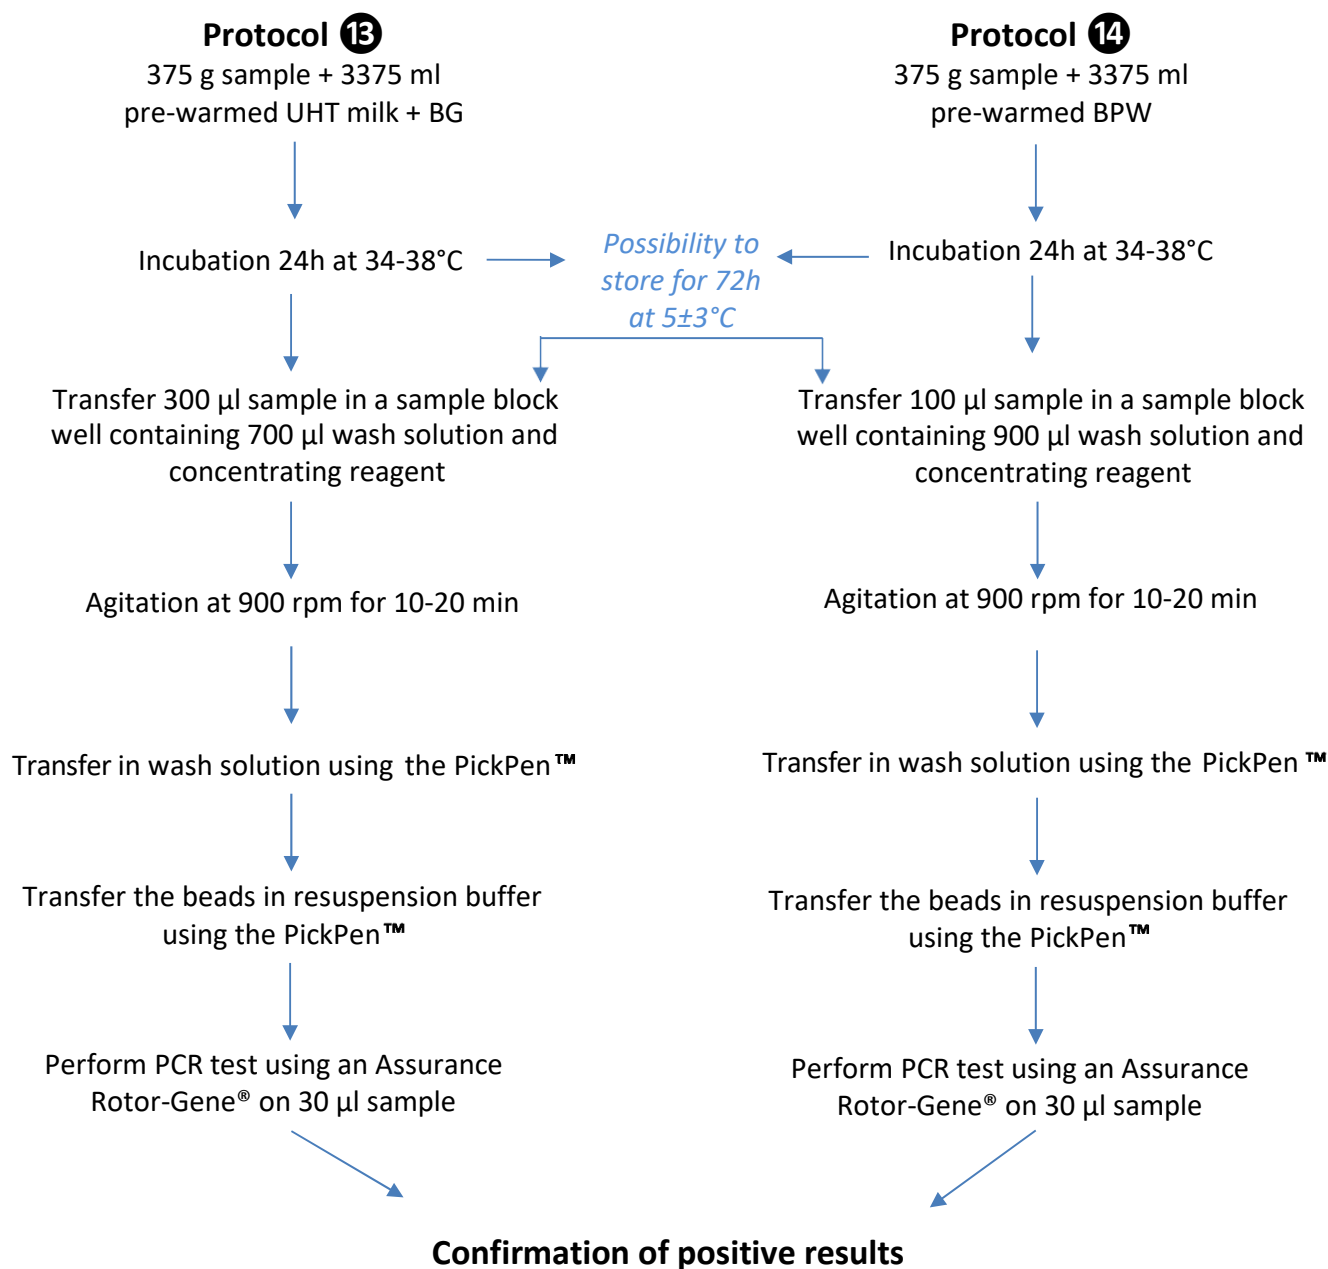 Protocol ⓭
375 g sample + 3375 ml
pre-warmed UHT milk + BG
Incubation 24h at 34-38°C
Possibility to
store for 72h
at 5±3°C
Transfer 300 µl sample in a sample block
well containing 700 µl wash solution and
concentrating reagent
Agitation at 900 rpm for 10-20 min
Transfer in wash solution using the PickPen™
Transfer the beads in resuspension buffer
using the PickPen™
Perform PCR test using an Assurance
Rotor-Gene® on 30 µl sample
Protocol ⓮
375 g sample + 3375 ml
pre-warmed BPW
Incubation 24h at 34-38°C
Transfer 100 µl sample in a sample block
well containing 900 µl wash solution and
concentrating reagent
Agitation at 900 rpm for 10-20 min
Transfer in wash solution using the PickPen ™
Transfer the beads in resuspension buffer
using the PickPen™
Perform PCR test using an Assurance
Rotor-Gene® on 30 µl sample
Confirmation of positive results